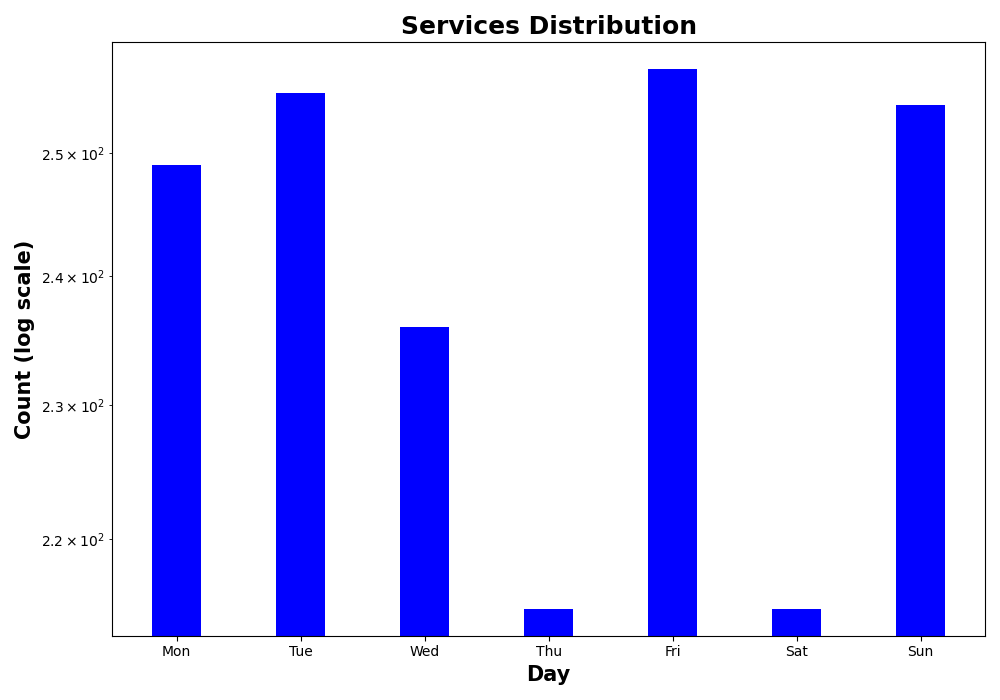 Services Distribution
Count (log scale)
2.5 × 10²
2.4 × 10²
2.3 × 10²
2.2 × 10²
Mon Tue Wed Thu Fri Sat Sun
Day